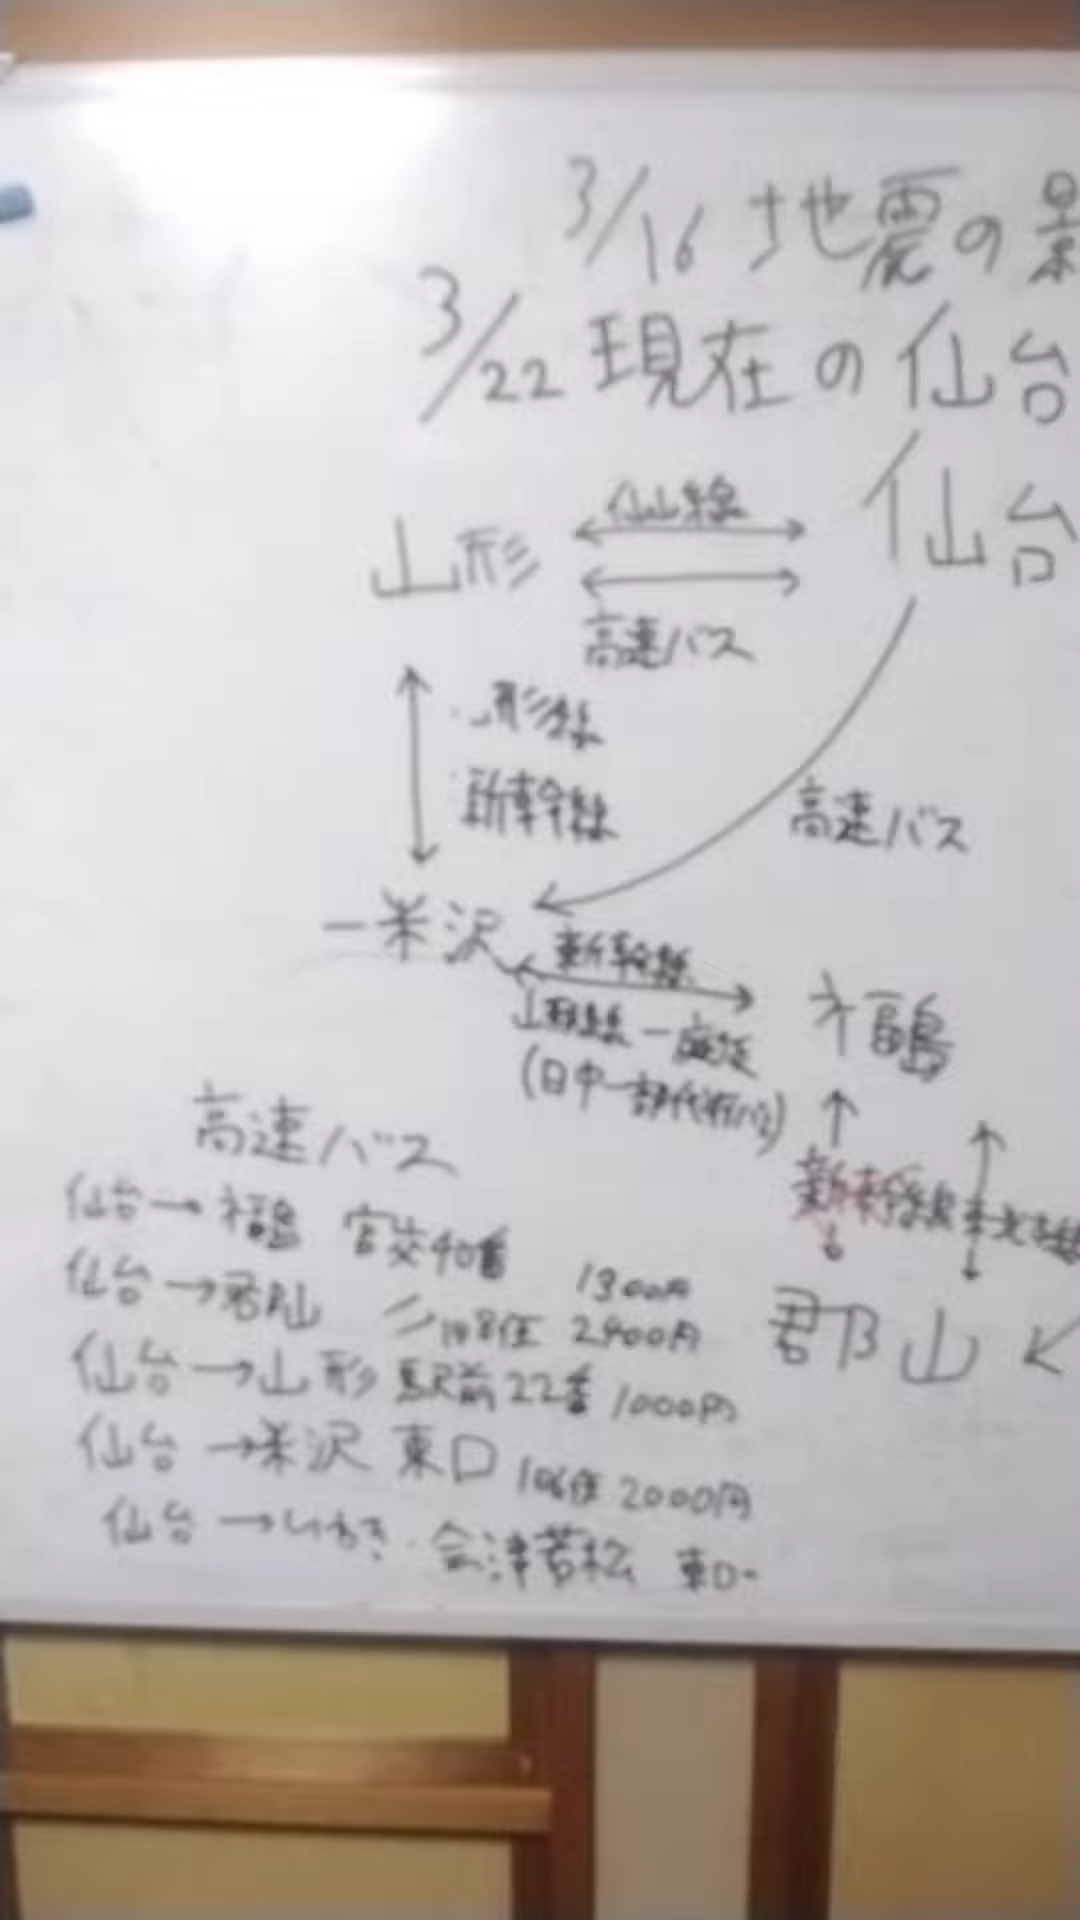 3/16 地震の影
3/22 現在の仙台
山形 仙山線 仙台
高速バス
形線
新幹線
高速バス
米沢 新幹線 福島
山形線
(日中一部代行バス)
高速バス
新幹線
仙台→福島 宮交40番 1300円
仙台→郡山 〃 2900円
郡山
仙台→山形 駅前22番 1000円
仙台→米沢 東口 2000円
仙台→いわき・会津若松 東口